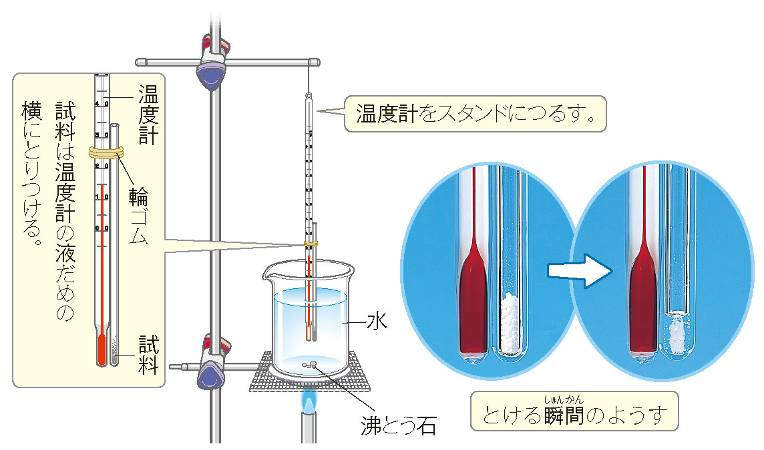 温度計
輪ゴム
試料は温度計の液だめの
横にとりつける。
試料
温度計をスタンドにつるす。
水
沸とう石
しゅんかん
とける瞬間のようす